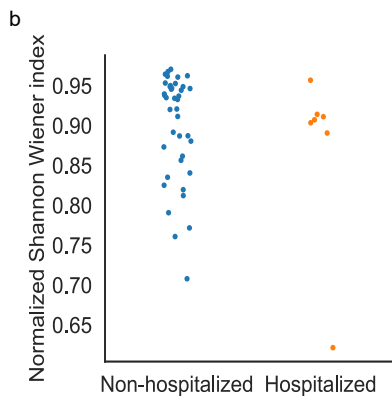 b
Normalized Shannon Wiener index
0.95
0.90
0.85
0.80
0.75
0.70
0.65
Non-hospitalized Hospitalized